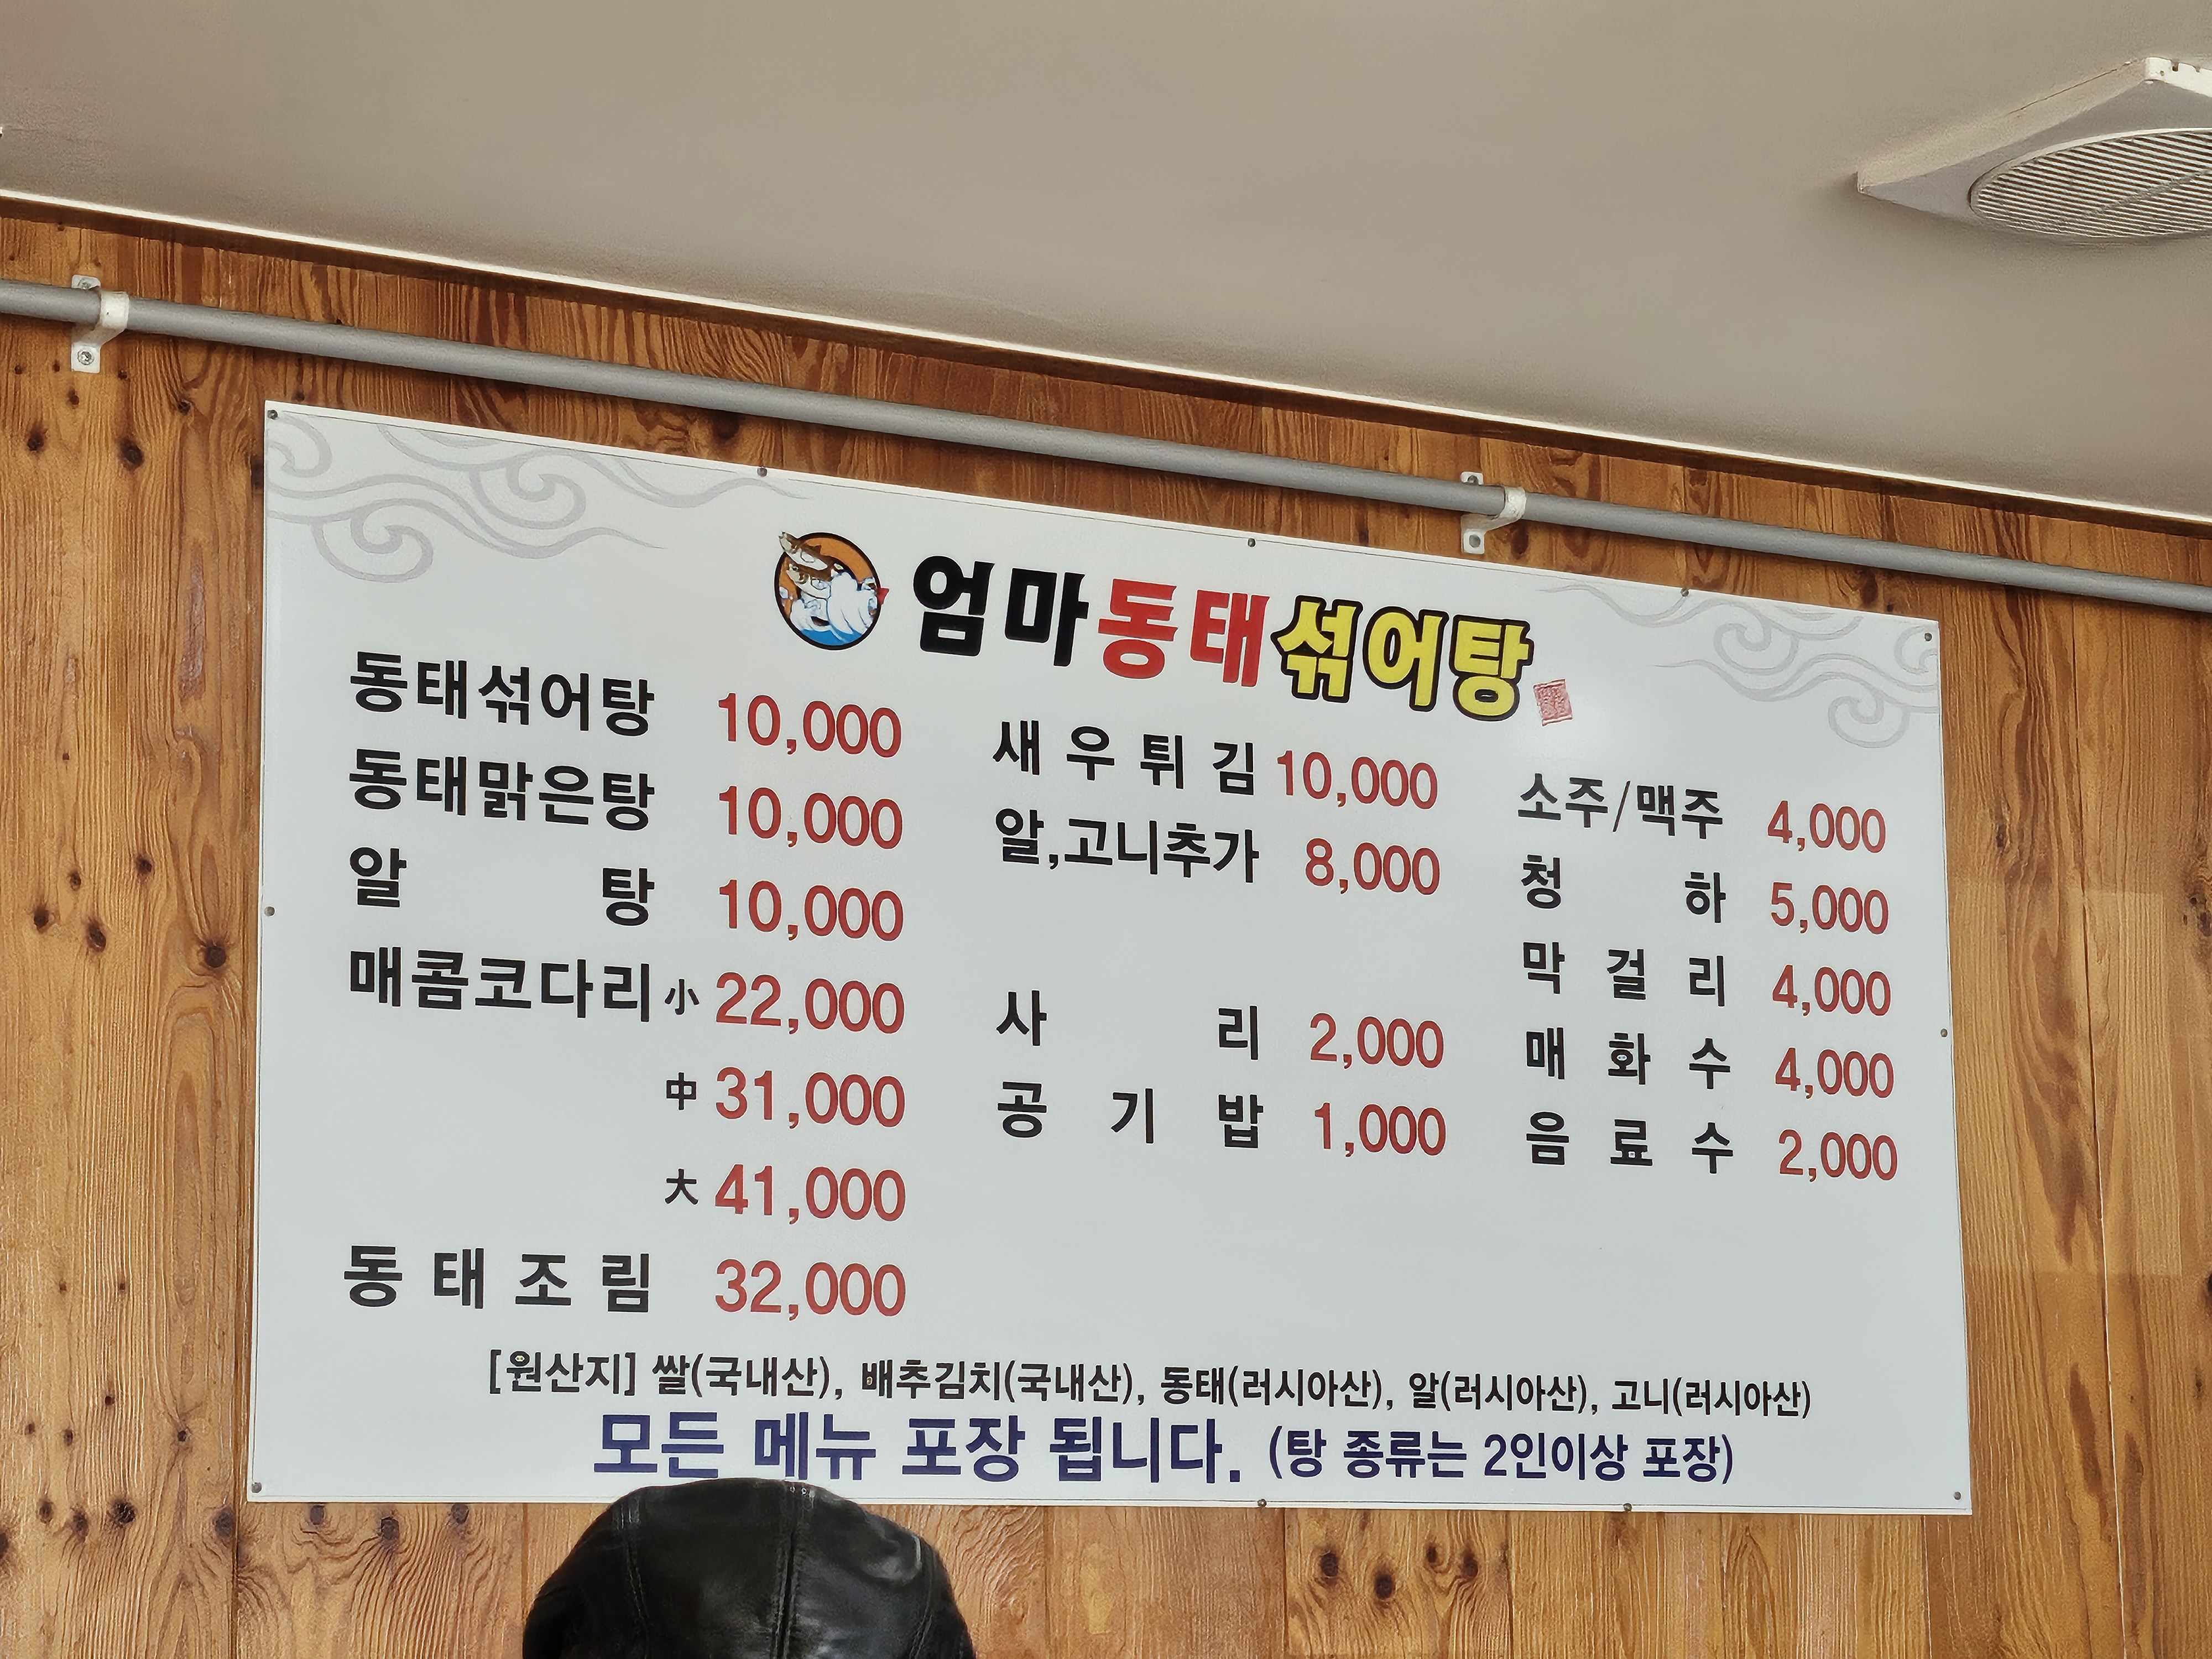 엄마동태섞어탕
동태섞어탕 10,000
동태맑은탕 10,000
알탕 10,000
매콤코다리 小 22,000
中 31,000
大 41,000
동태조림 32,000
새우튀김 10,000
알,고니추가 8,000
사리 2,000
공기밥 1,000
소주/맥주 4,000
청하 5,000
막걸리 4,000
매화수 4,000
음료수 2,000
[원산지] 쌀(국내산), 배추김치(국내산), 동태(러시아산), 알(러시아산), 고니(러시아산)
모든 메뉴 포장 됩니다. (탕 종류는 2인이상 포장)